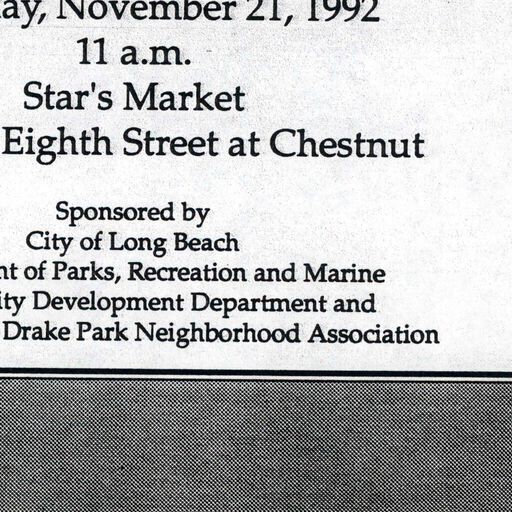 ay, November 21, 1992
11 a.m.
Star's Market
Eighth Street at Chestnut
Sponsored by
City of Long Beach
nt of Parks, Recreation and Marine
ity Development Department and
Drake Park Neighborhood Association